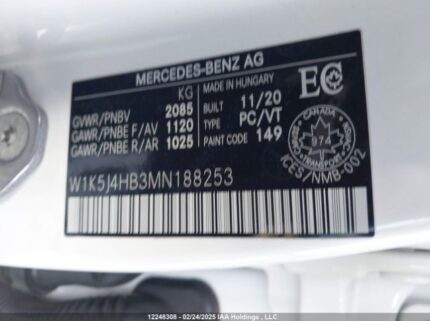 MERCEDES-BENZ AG
KG
MADE IN HUNGARY
EC
GVWR/PNBV 2085
BUILT 11/20
GAWR/PNBE F/AV 1120
TYPE PC/VT
GAWR/PNBE R/AR 1025
PAINT CODE 149
CANADA
974
TRANSPORT
ICES/NMB-002
W1K5J4HB3MN188253
12248308 - 02/24/2025 IAA Holdings , LLC